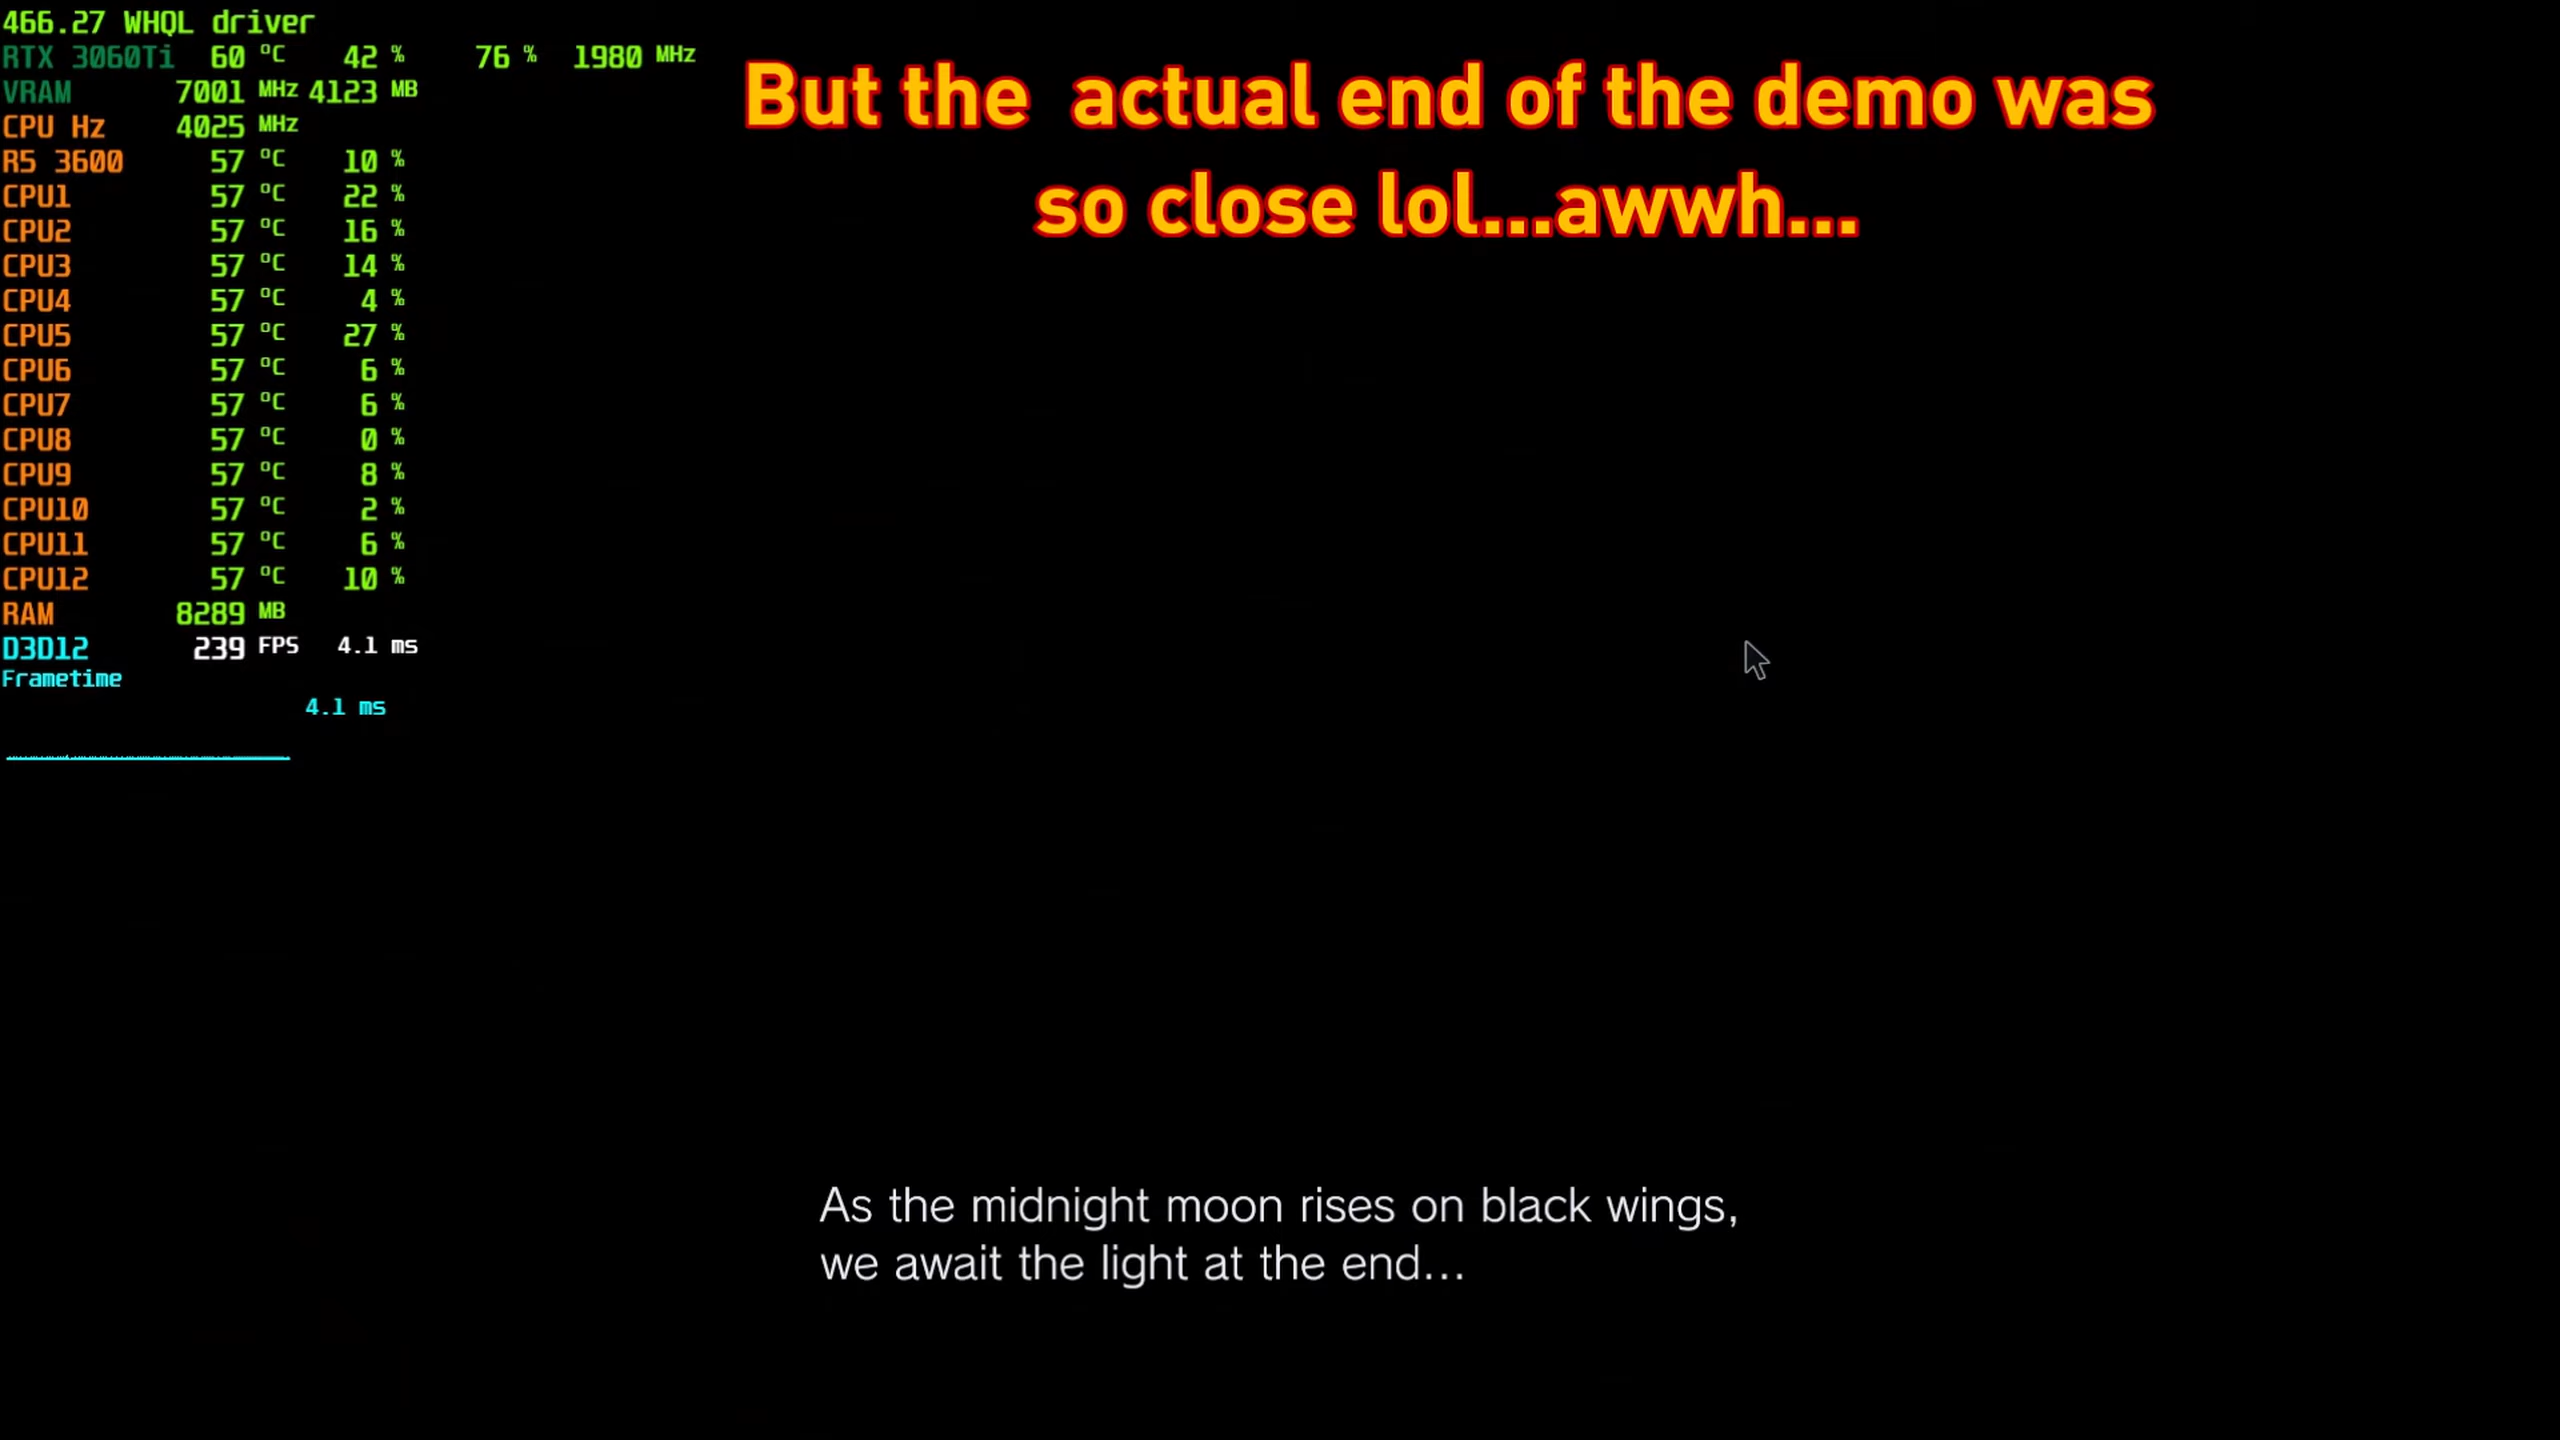 466.27 WHQL driver
RTX 3060Ti 60 °C 42 % 76 % 1980 MHz
VRAM 7001 MHz 4123 MB
CPU Hz 4025 MHz
R5 3600 57 °C 10 %
CPU1 57 °C 22 %
CPU2 57 °C 16 %
CPU3 57 °C 14 %
CPU4 57 °C 4 %
CPU5 57 °C 27 %
CPU6 57 °C 6 %
CPU7 57 °C 6 %
CPU8 57 °C 0 %
CPU9 57 °C 8 %
CPU10 57 °C 2 %
CPU11 57 °C 6 %
CPU12 57 °C 10 %
RAM 8289 MB
D3D12 239 FPS 4.1 ms
Frametime
4.1 ms
But the actual end of the demo was
so close lol...awwh...
As the midnight moon rises on black wings,
we await the light at the end...